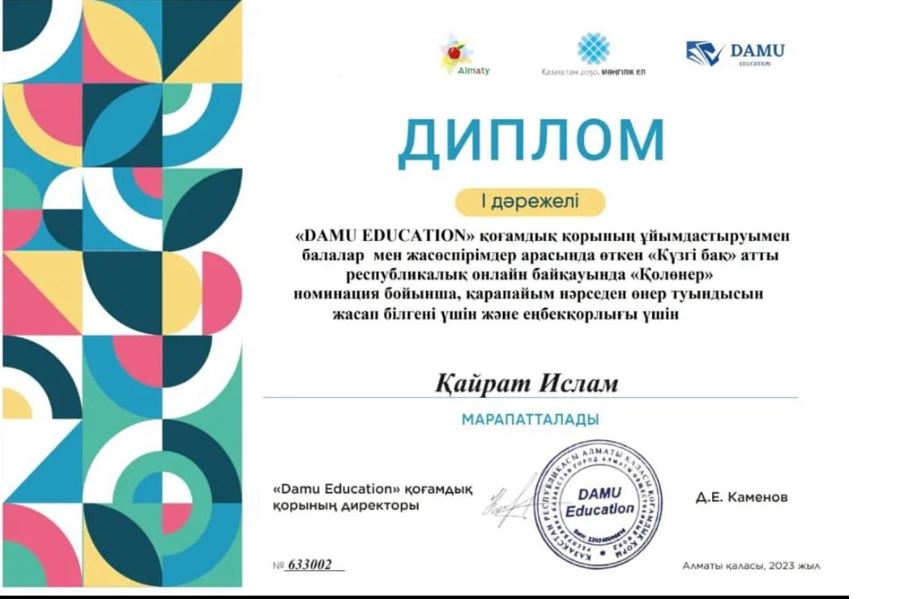 Almaty
Қазақстан 2050, МӘҢГІЛІК ЕЛ
DAMU
EDUCATION
ДИПЛОМ
І дәрежелі
«DAMU EDUCATION» қоғамдық қорының ұйымдастыруымен
балалар мен жасөспірімдер арасында өткен «Күзгі бақ» атты
республикалық онлайн байқауында «Қолөнер»
номинация бойынша, қарапайым нәрседен өнер туындысын
жасап білгені үшін және еңбекқорлығы үшін
Қайрат Ислам
МАРАПАТТАЛАДЫ
«Damu Education» қоғамдық
қорының директоры
DAMU
Education
Д.Е. Каменов
№ 633002
Алматы қаласы, 2023 жыл